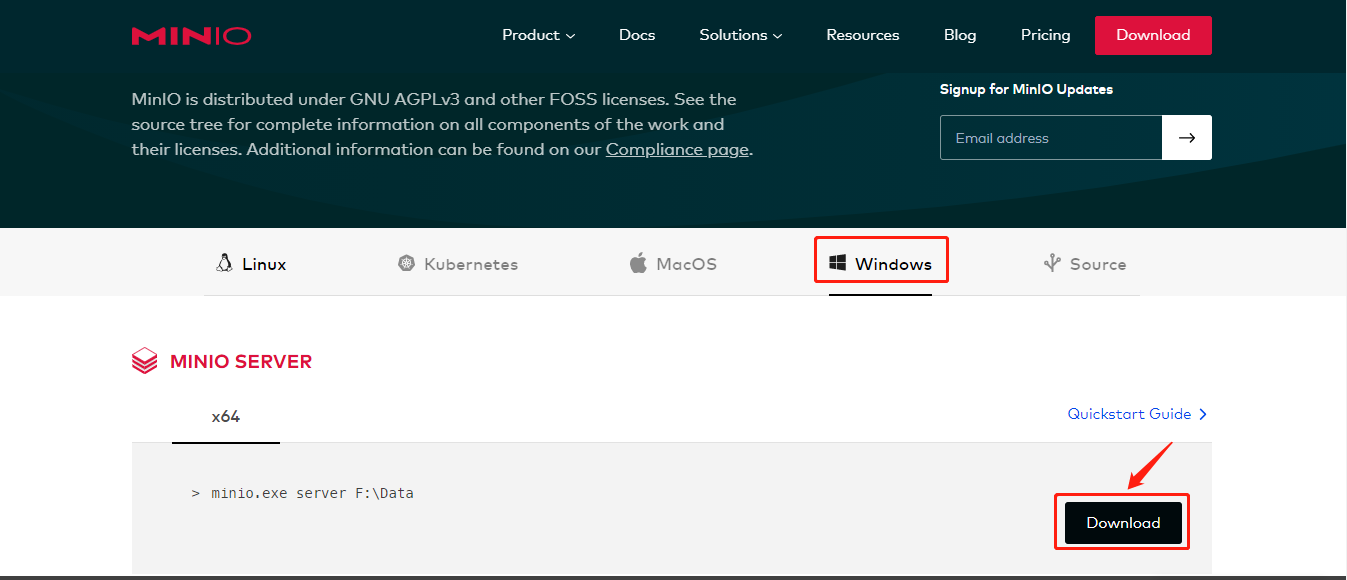 MINIO
Product Docs Solutions Resources Blog Pricing Download
MinIO is distributed under GNU AGPLv3 and other FOSS licenses. See the
source tree for complete information on all components of the work and
their licenses. Additional information can be found on our Compliance page.
Signup for MinIO Updates
Email address
Linux Kubernetes MacOS Windows Source
MINIO SERVER
x64
Quickstart Guide
> minio.exe server F:\Data
Download